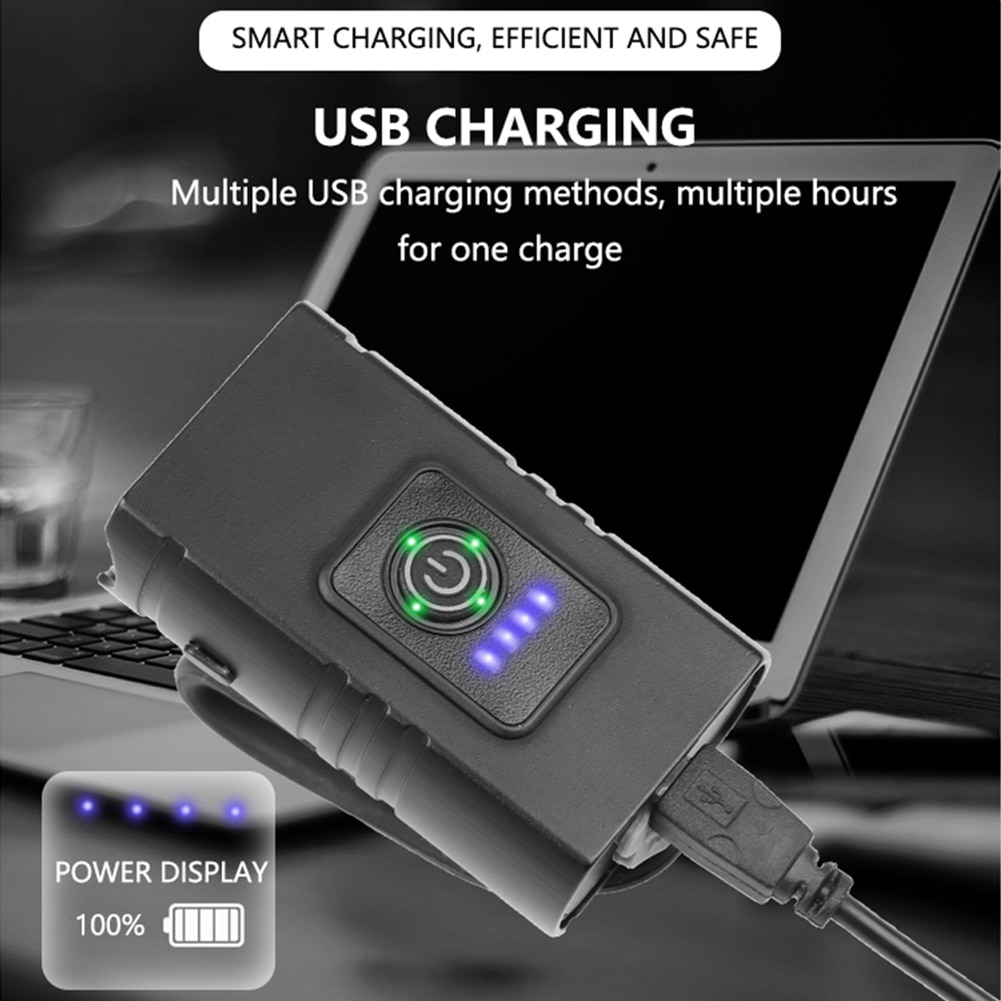 SMART CHARGING, EFFICIENT AND SAFE
USB CHARGING
Multiple USB charging methods, multiple hours
for one charge
POWER DISPLAY
100%